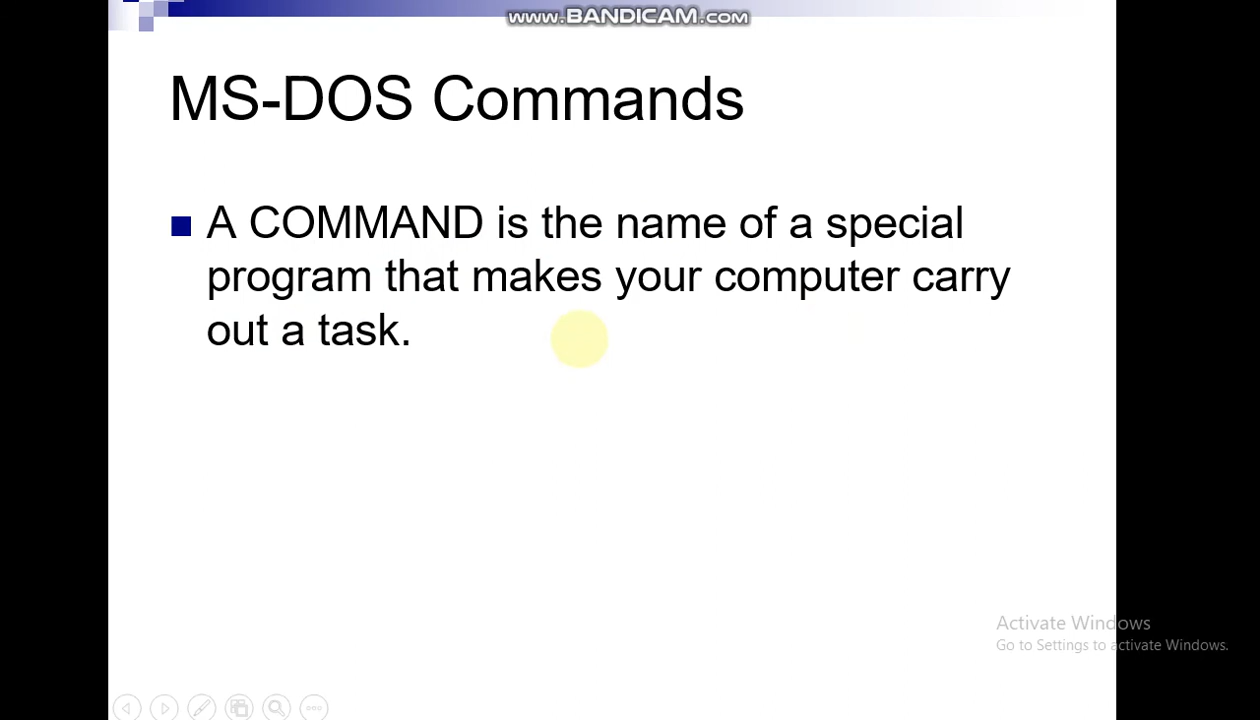 www.BANDICAM.com
MS-DOS Commands
A COMMAND is the name of a special
program that makes your computer carry
out a task.
Activate Windows
Go to Settings to activate Windows.